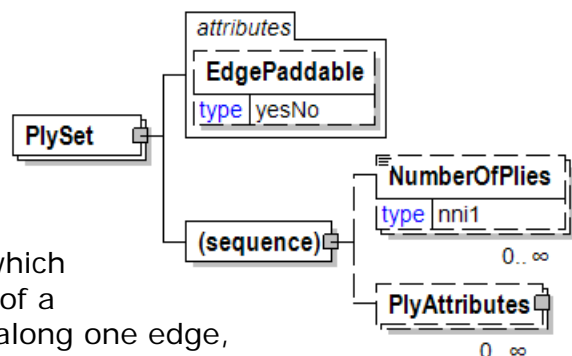 attributes
EdgePaddable
type yesNo
PlySet
NumberOfPlies
type nni1
0..∞
(sequence)
PlyAttributes
0..∞
which
of a
along one edge,